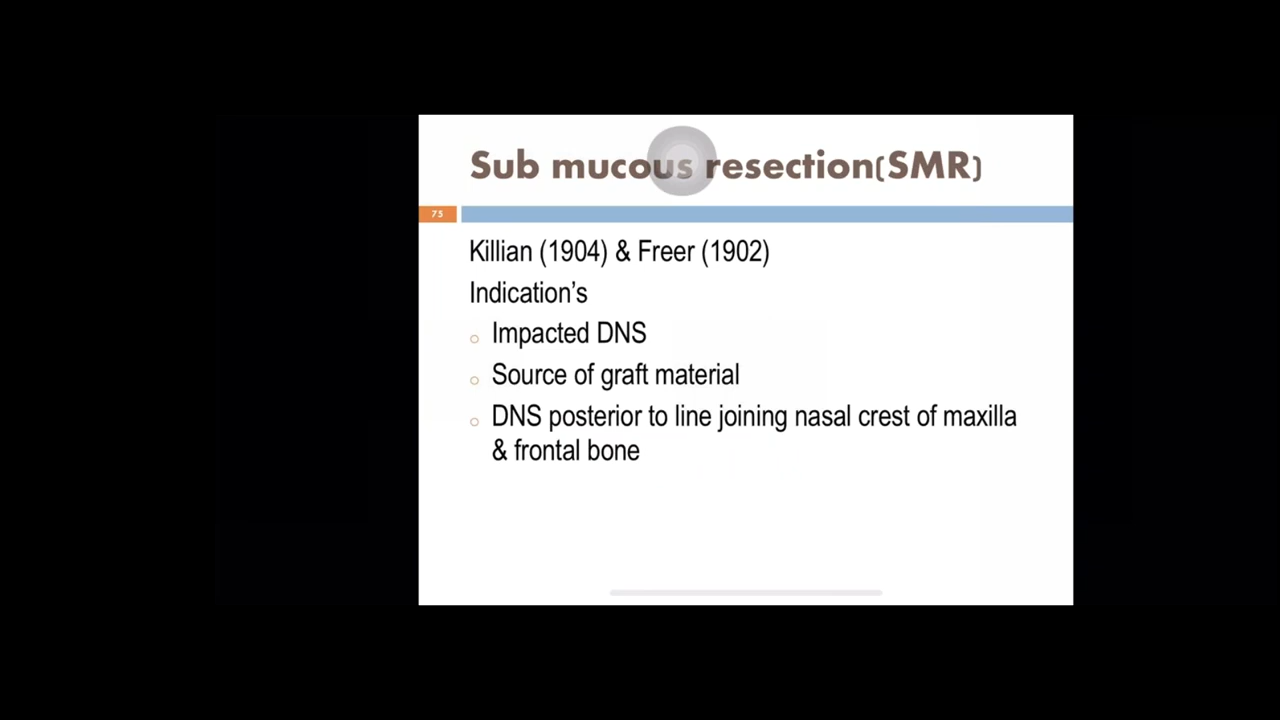 Sub mucous resection(SMR)
75
Killian (1904) & Freer (1902)
Indication’s
Impacted DNS
Source of graft material
DNS posterior to line joining nasal crest of maxilla
& frontal bone